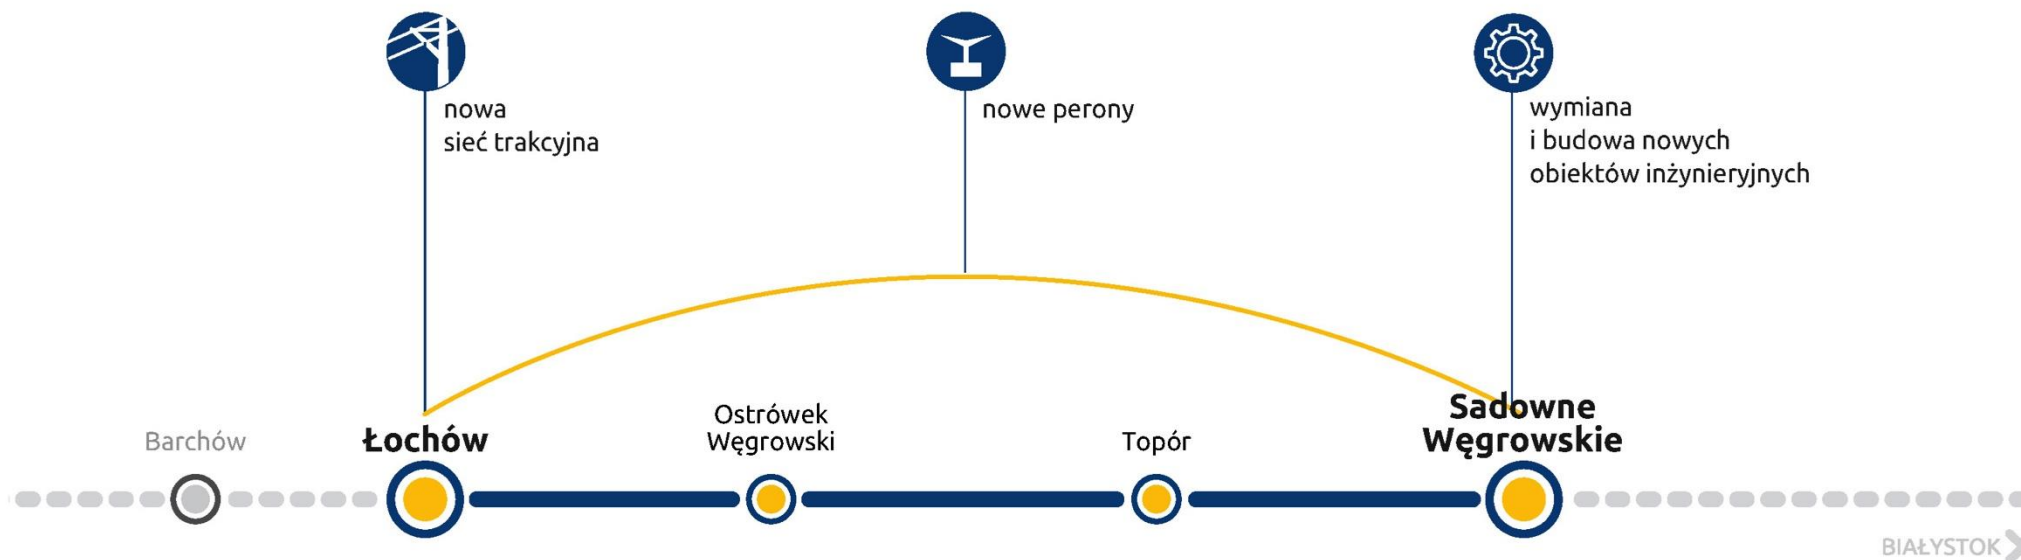 nowa
sieć trakcyjna
nowe perony
wymiana
i budowa nowych
obiektów inżynieryjnych
Barchów
Łochów
Ostrówek
Węgrowski
Topór
Sadowne
Węgrowskie
BIAŁYSTOK